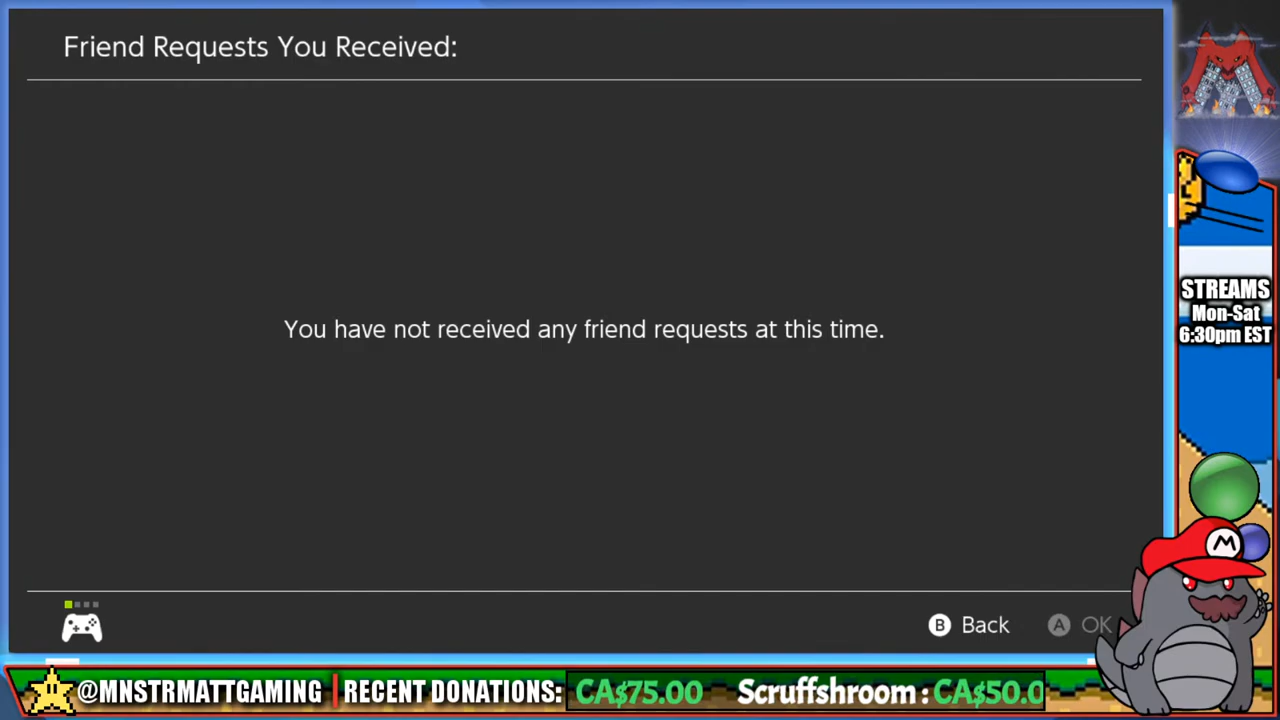 Friend Requests You Received:
You have not received any friend requests at this time.
B Back A OK
STREAMS
Mon-Sat
6:30pm EST
M
@MNSTRMATTGAMING | RECENT DONATIONS: CA$75.00 Scruffshroom : CA$50.0